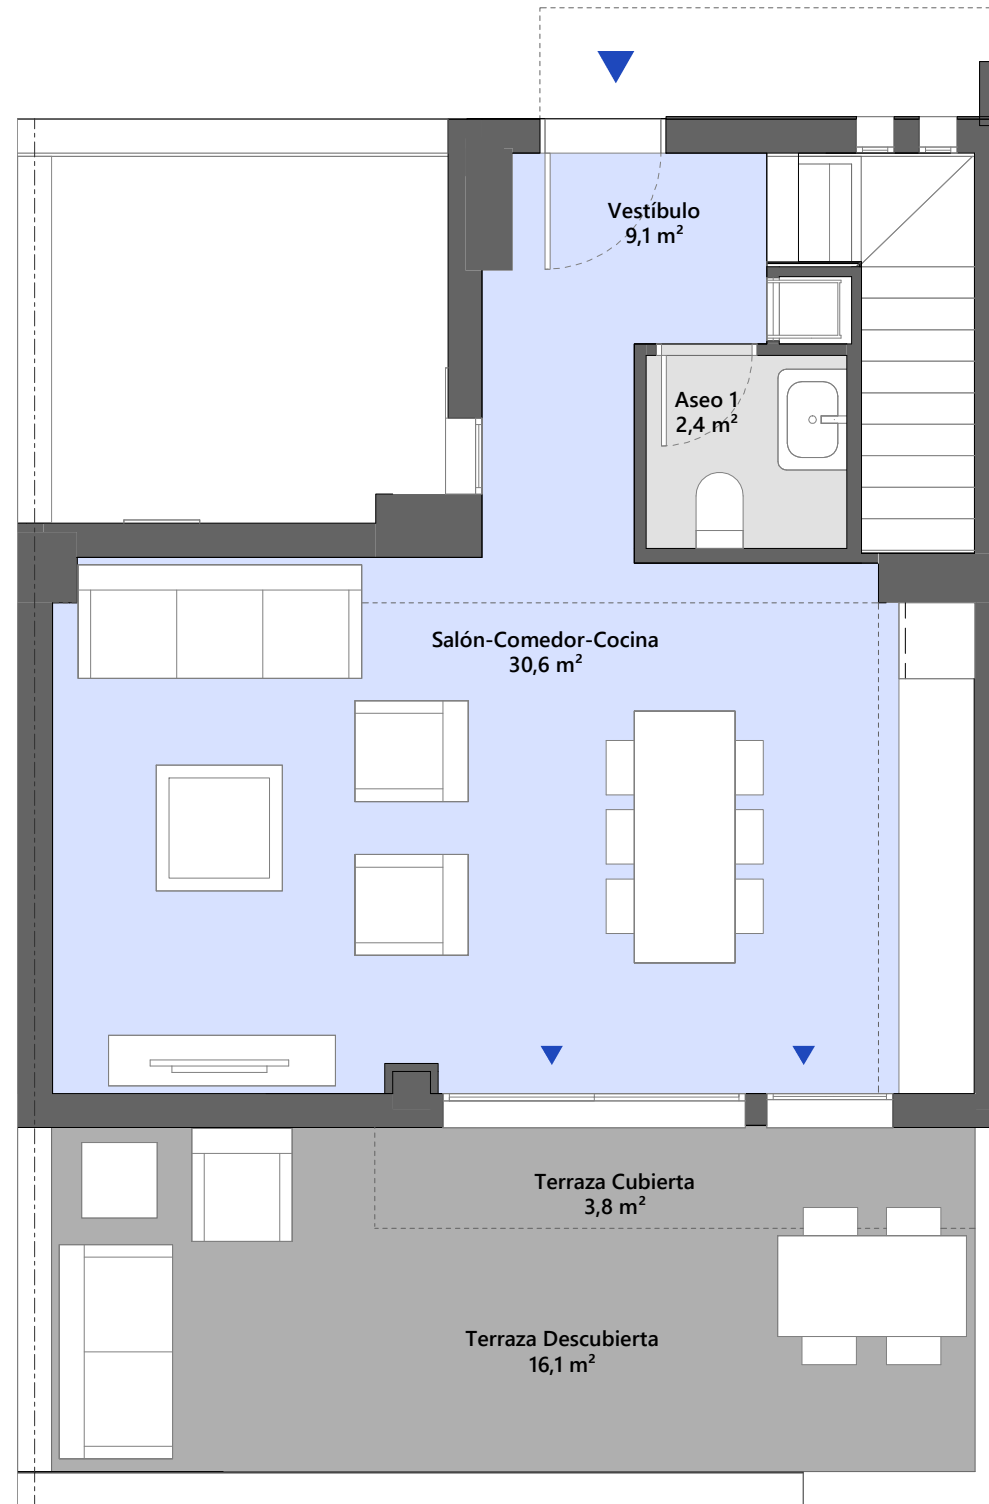 Vestíbulo
9,1 m²
Aseo 1
2,4 m²
Salón-Comedor-Cocina
30,6 m²
Terraza Cubierta
3,8 m²
Terraza Descubierta
16,1 m²